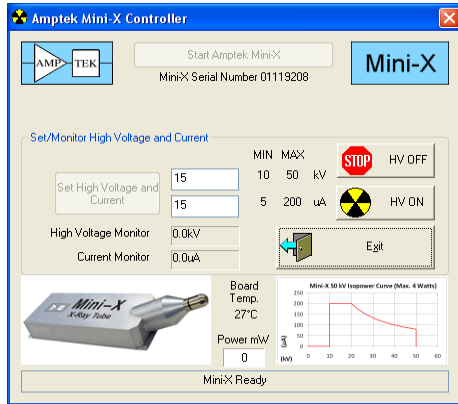 Amptek Mini-X Controller
AMP TEK
Start Amptek Mini-X
Mini-X Serial Number 01119208
Mini-X
Set/Monitor High Voltage and Current
MIN MAX
Set High Voltage and
Current
15
10 50 kV
15
5 200 uA
STOP HV OFF
HV ON
High Voltage Monitor 0.0kV
Current Monitor 0.0uA
Exit
Mini-X
X-Ray Tube
Board
Temp.
27°C
Power mW
0
Mini-X 50 kV Isopower Curve (Max. 4 Watts)
250
200
150
100
50
0
(µA)
(kV)
0 10 20 30 40 50 60
Mini-X Ready